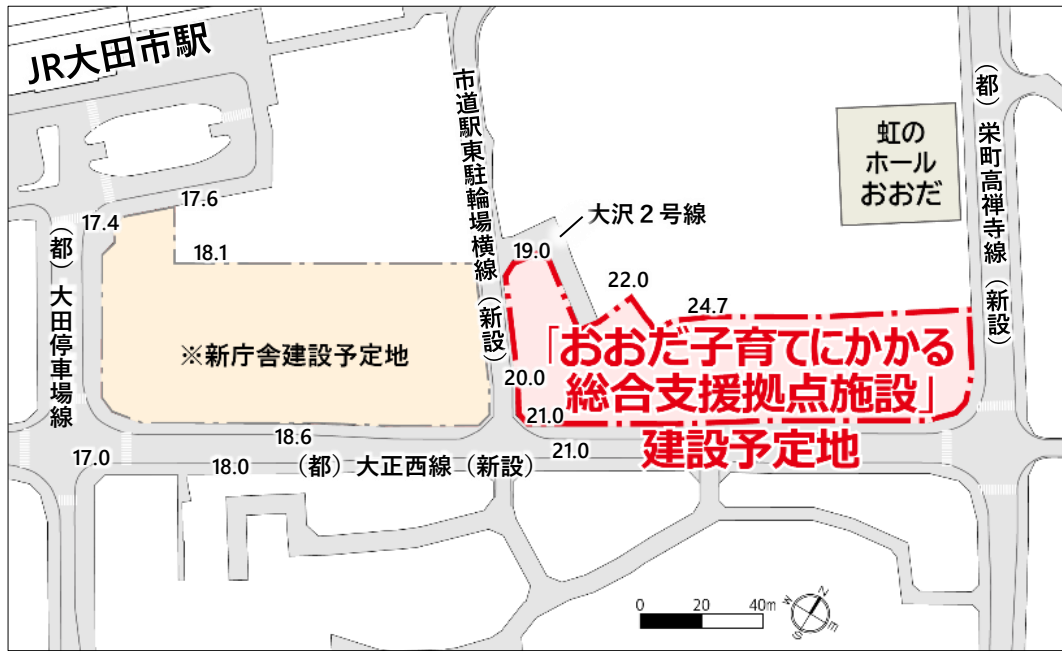 JR大田市駅
市道駅東駐輪場横線（新設）
（都）栄町高禅寺線（新設）
虹の
ホール
おおだ
17.6
17.4
大沢２号線
18.1
19.0
22.0
24.7
（都）大田停車場線
※新庁舎建設予定地
「おおだ子育てにかかる
総合支援拠点施設」
建設予定地
20.0
21.0
18.6
21.0
17.0
18.0
（都）大正西線（新設）
0 20 40m
N
W
E
S